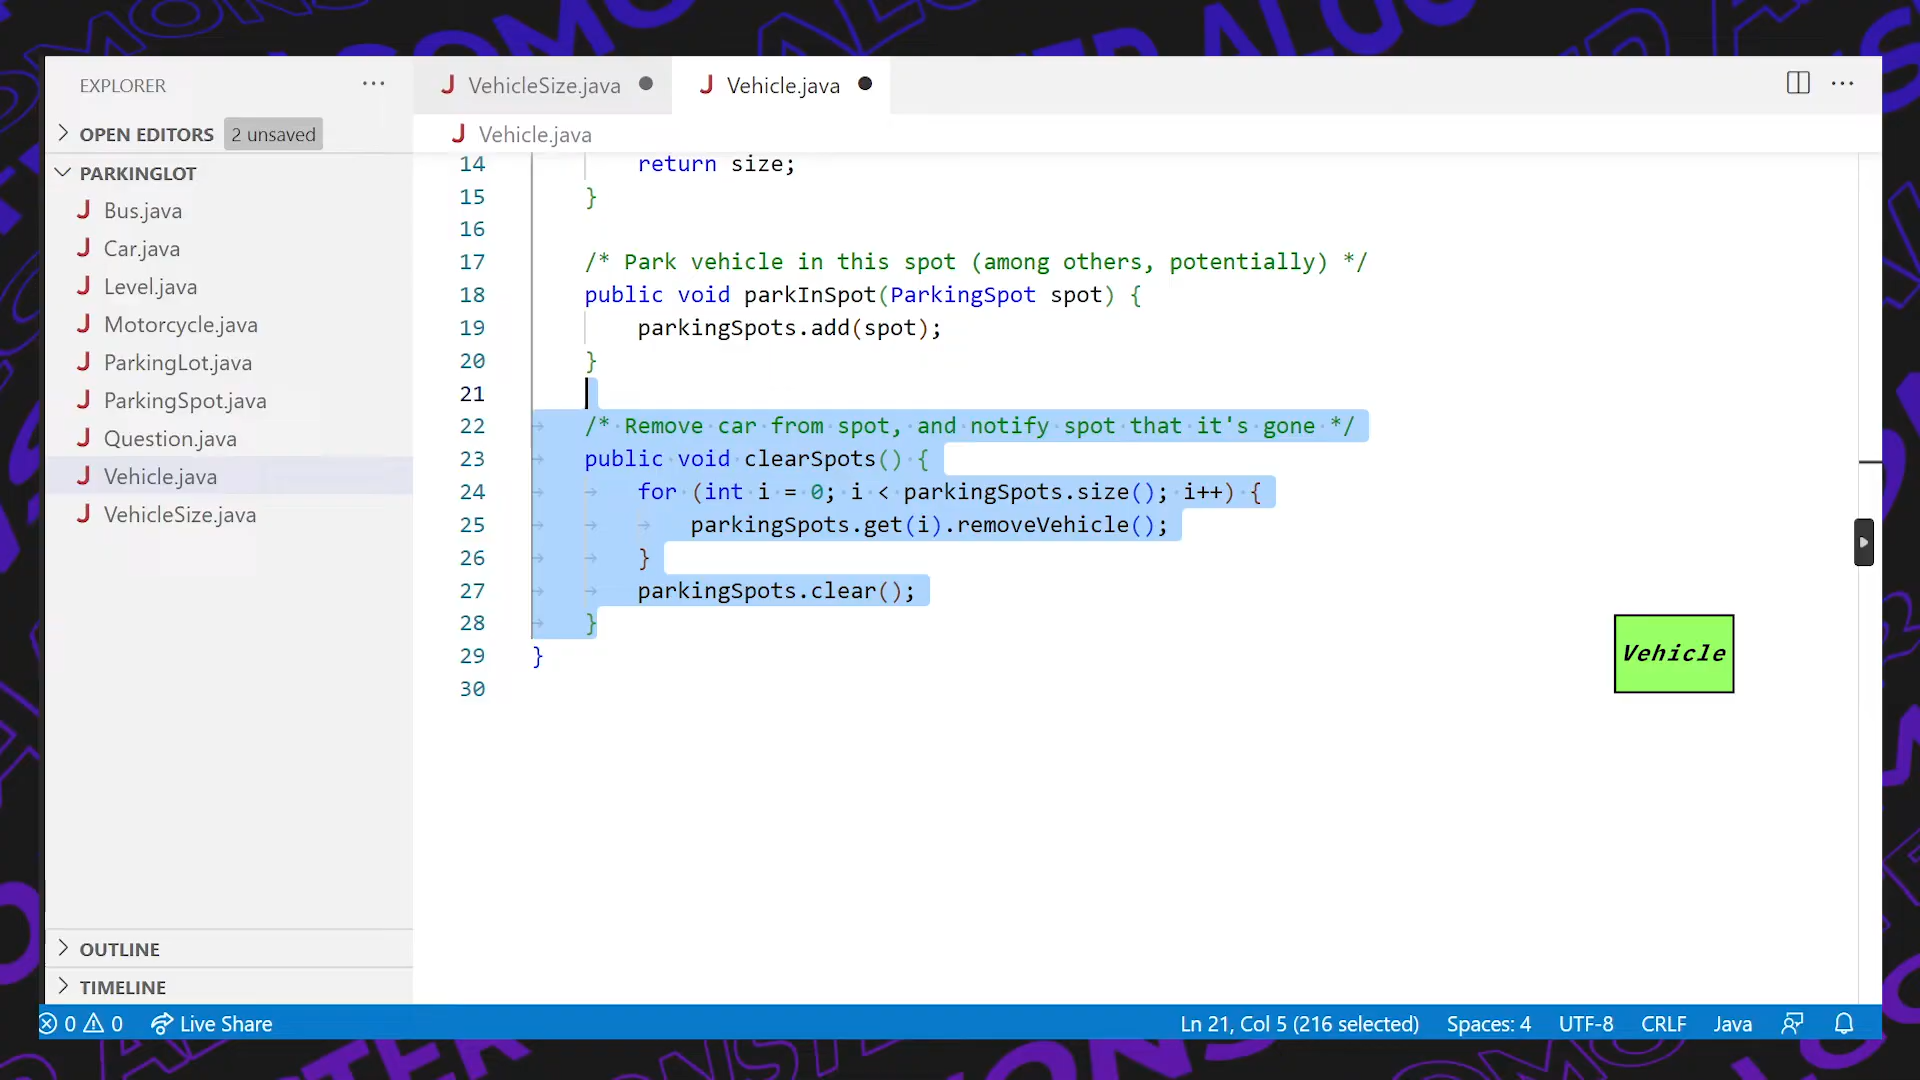 EXPLORER
OPEN EDITORS 2 unsaved
PARKINGLOT
Bus.java
Car.java
Level.java
Motorcycle.java
ParkingLot.java
ParkingSpot.java
Question.java
Vehicle.java
VehicleSize.java
OUTLINE
TIMELINE
VehicleSize.java
Vehicle.java
Vehicle.java
14 return size;
15 }
16
17 /* Park vehicle in this spot (among others, potentially) */
18 public void parkInSpot(ParkingSpot spot) {
19 parkingSpots.add(spot);
20 }
21
22 /* Remove car from spot, and notify spot that it's gone */
23 public void clearSpots() {
24 for (int i = 0; i < parkingSpots.size(); i++) {
25 parkingSpots.get(i).removeVehicle();
26 }
27 parkingSpots.clear();
28 }
29 }
30
Vehicle
0 0 Live Share
Ln 21, Col 5 (216 selected) Spaces: 4 UTF-8 CRLF Java